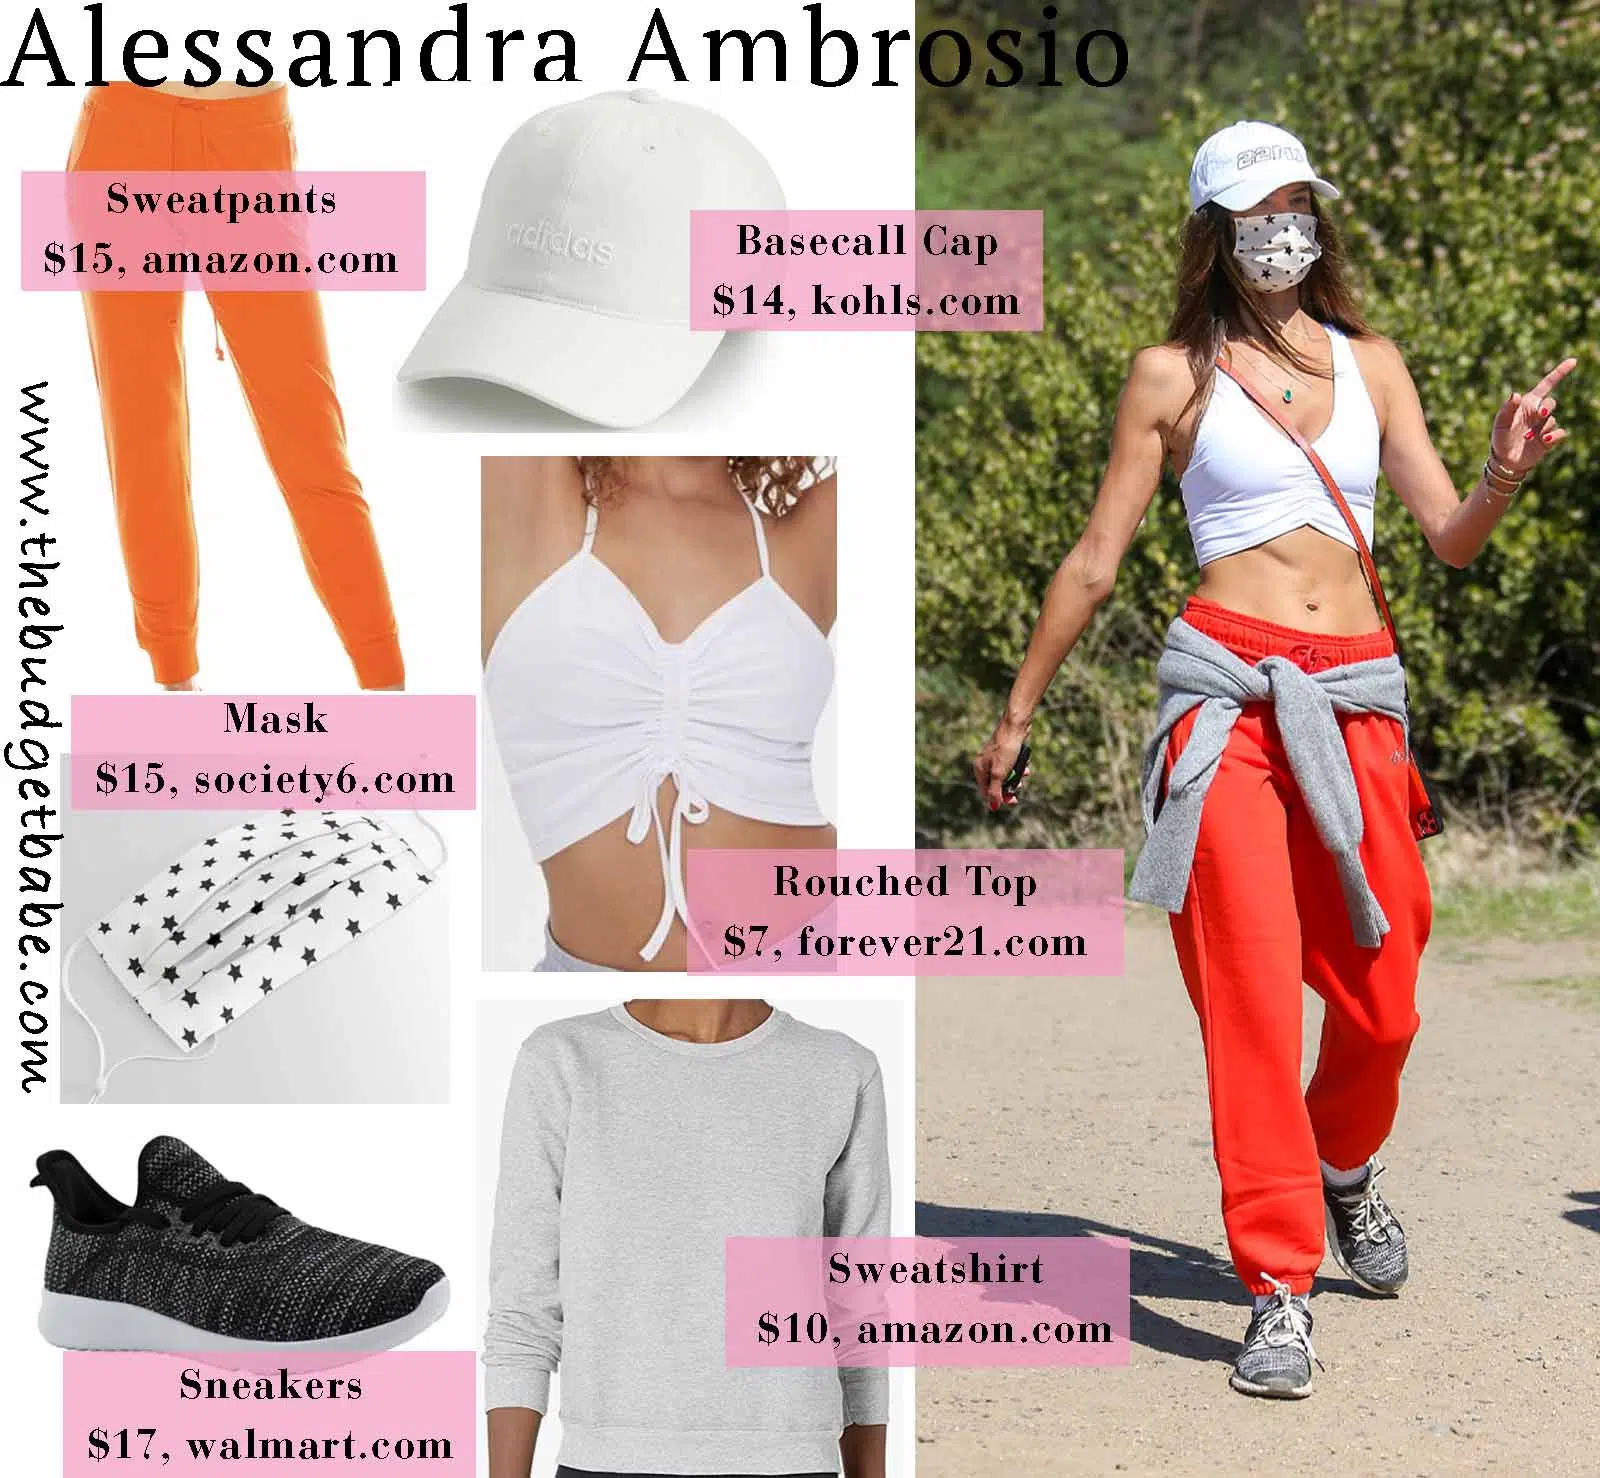 Alessandra Ambrosio
Sweatpants
$15, amazon.com
adidas
Basecall Cap
$14, kohls.com
www.thebudgetbabe.com
Mask
$15, society6.com
Rouched Top
$7, forever21.com
Sweatshirt
$10, amazon.com
Sneakers
$17, walmart.com